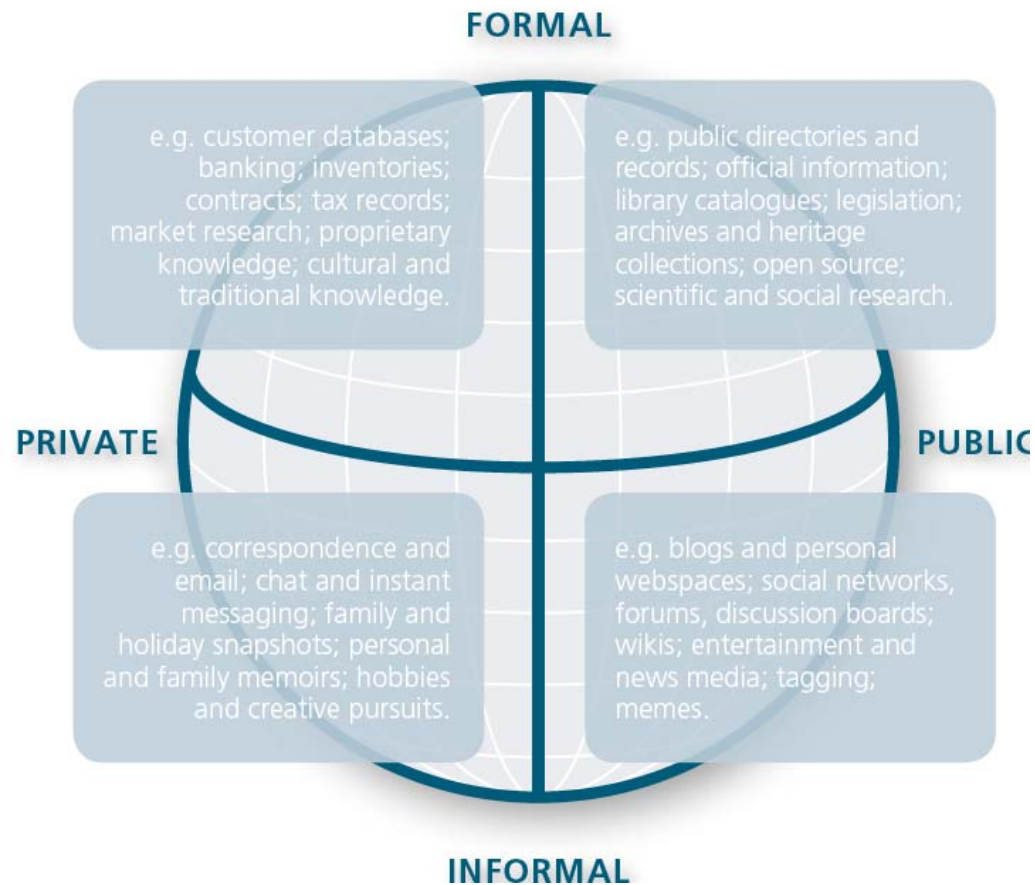 FORMAL
e.g. customer databases;
banking; inventories;
contracts; tax records;
market research; proprietary
knowledge; cultural and
traditional knowledge.
e.g. public directories and
records; official information;
library catalogues; legislation;
archives and heritage
collections; open source;
scientific and social research.
PRIVATE
PUBLIC
e.g. correspondence and
email; chat and instant
messaging; family and
holiday snapshots; personal
and family memoirs; hobbies
and creative pursuits.
e.g. blogs and personal
webspaces; social networks,
forums, discussion boards;
wikis; entertainment and
news media; tagging;
memes.
INFORMAL